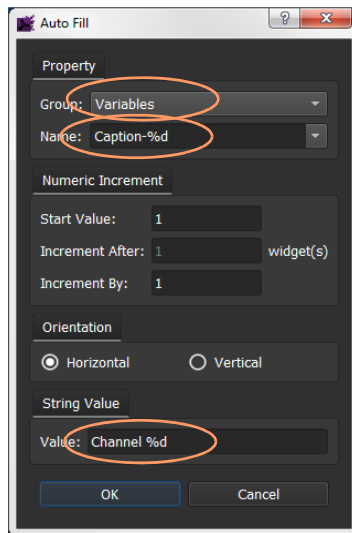 Auto Fill
Property
Group: Variables
Name: Caption-%d
Numeric Increment
Start Value: 1
Increment After: 1 widget(s)
Increment By: 1
Orientation
Horizontal Vertical
String Value
Value: Channel %d
OK Cancel